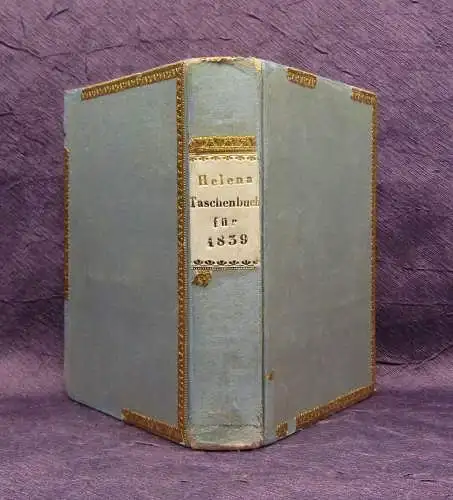 Helena
Taschenbuch
für
1839